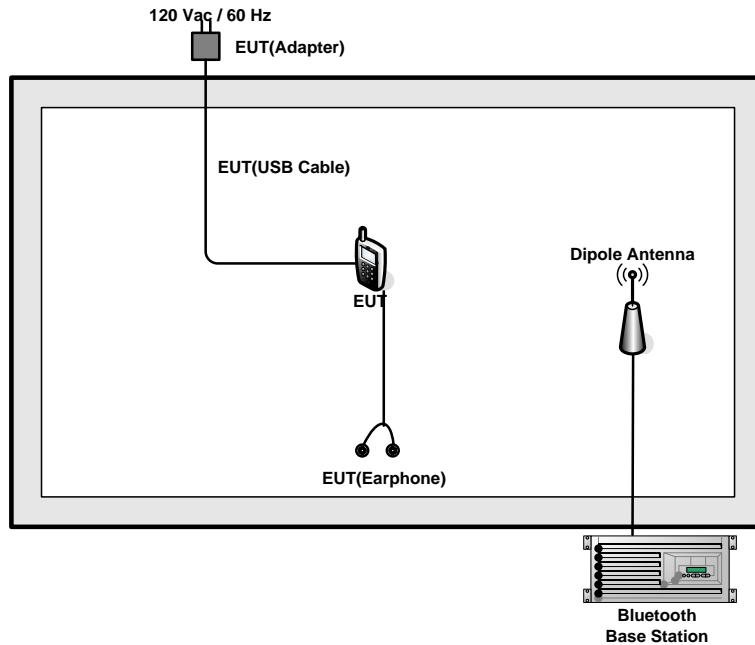 120 Vac / 60 Hz
EUT(Adapter)
EUT(USB Cable)
Dipole Antenna
EUT
EUT(Earphone)
Bluetooth
Base Station